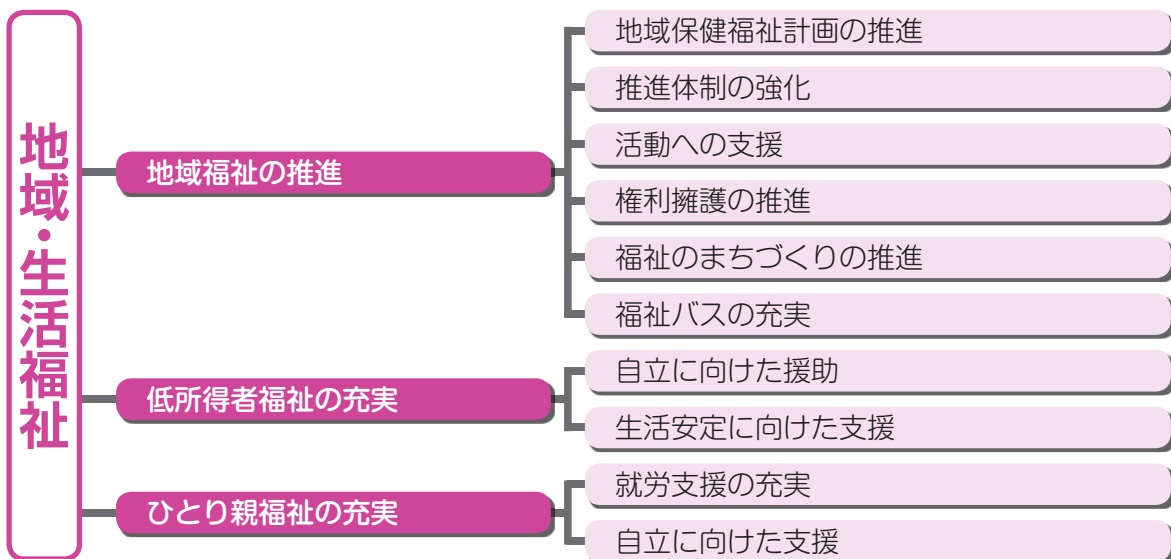 地域・生活福祉
地域福祉の推進
地域保健福祉計画の推進
推進体制の強化
活動への支援
権利擁護の推進
福祉のまちづくりの推進
福祉バスの充実
低所得者福祉の充実
自立に向けた援助
生活安定に向けた支援
ひとり親福祉の充実
就労支援の充実
自立に向けた支援